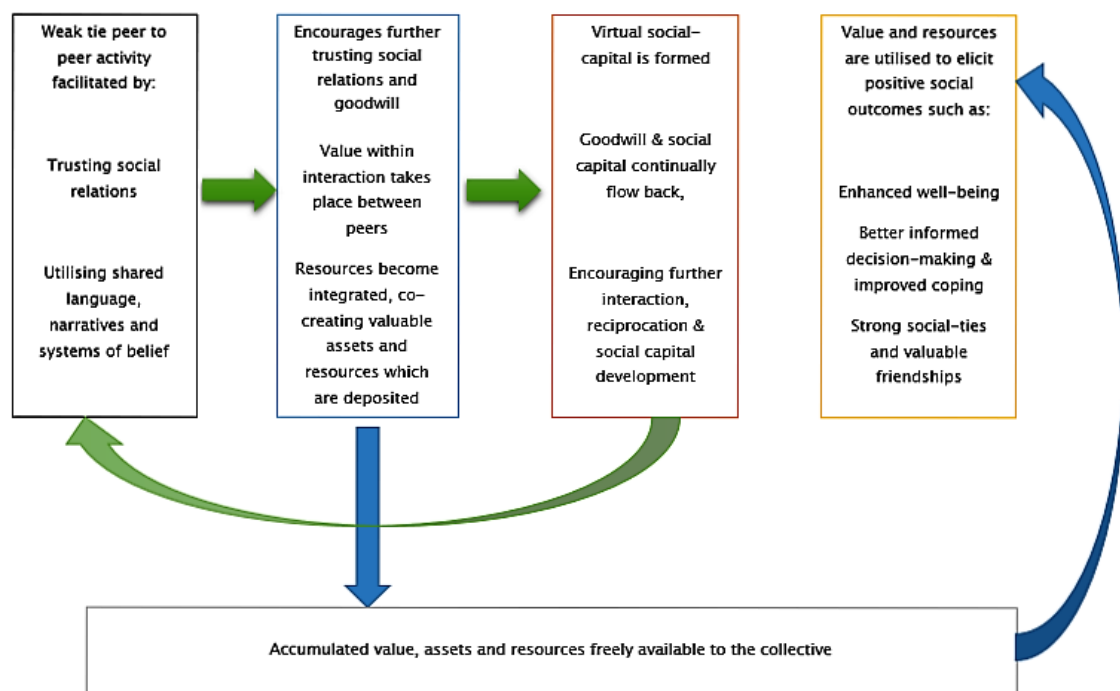 Weak tie peer to
peer activity
facilitated by:
Trusting social
relations
Utilising shared
language,
narratives and
systems of belief
Encourages further
trusting social
relations and
goodwill
Value within
interaction takes
place between
peers
Resources become
integrated, co-
creating valuable
assets and
resources which
are deposited
Virtual social-
capital is formed
Goodwill & social
capital continually
flow back,
Encouraging further
interaction,
reciprocation &
social capital
development
Value and resources
are utilised to elicit
positive social
outcomes such as:
Enhanced well-being
Better informed
decision-making &
improved coping
Strong social-ties
and valuable
friendships
Accumulated value, assets and resources freely available to the collective